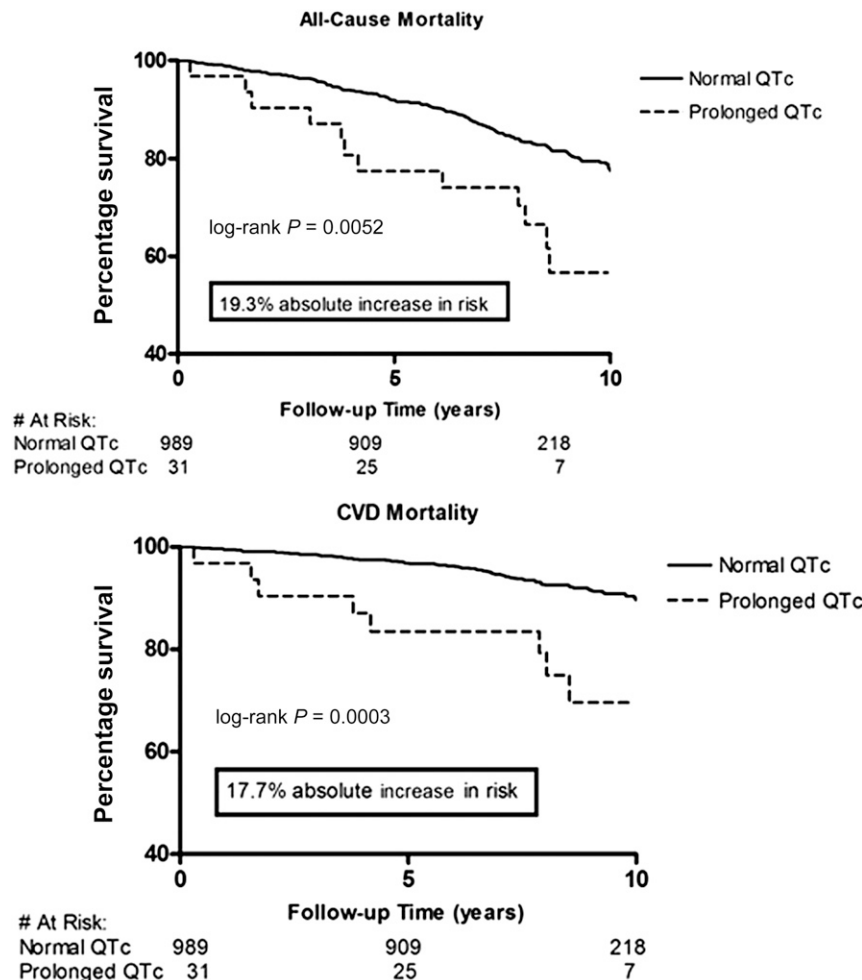 All-Cause Mortality
Percentage survival
100
80
60
40
Normal QTc
Prolonged QTc
log-rank P = 0.0052
19.3% absolute increase in risk
0 5 10
Follow-up Time (years)
# At Risk:
Normal QTc 989 909 218
Prolonged QTc 31 25 7
CVD Mortality
Percentage survival
100
80
60
40
Normal QTc
Prolonged QTc
log-rank P = 0.0003
17.7% absolute increase in risk
0 5 10
Follow-up Time (years)
# At Risk:
Normal QTc 989 909 218
Prolonged QTc 31 25 7